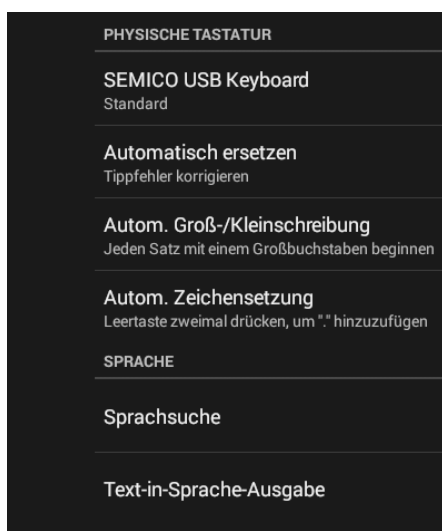 PHYSISCHE TASTATUR
SEMICO USB Keyboard
Standard
Automatisch ersetzen
Tippfehler korrigieren
Autom. Groß-/Kleinschreibung
Jeden Satz mit einem Großbuchstaben beginnen
Autom. Zeichensetzung
Leertaste zweimal drücken, um "." hinzuzufügen
SPRACHE
Sprachsuche
Text-in-Sprache-Ausgabe